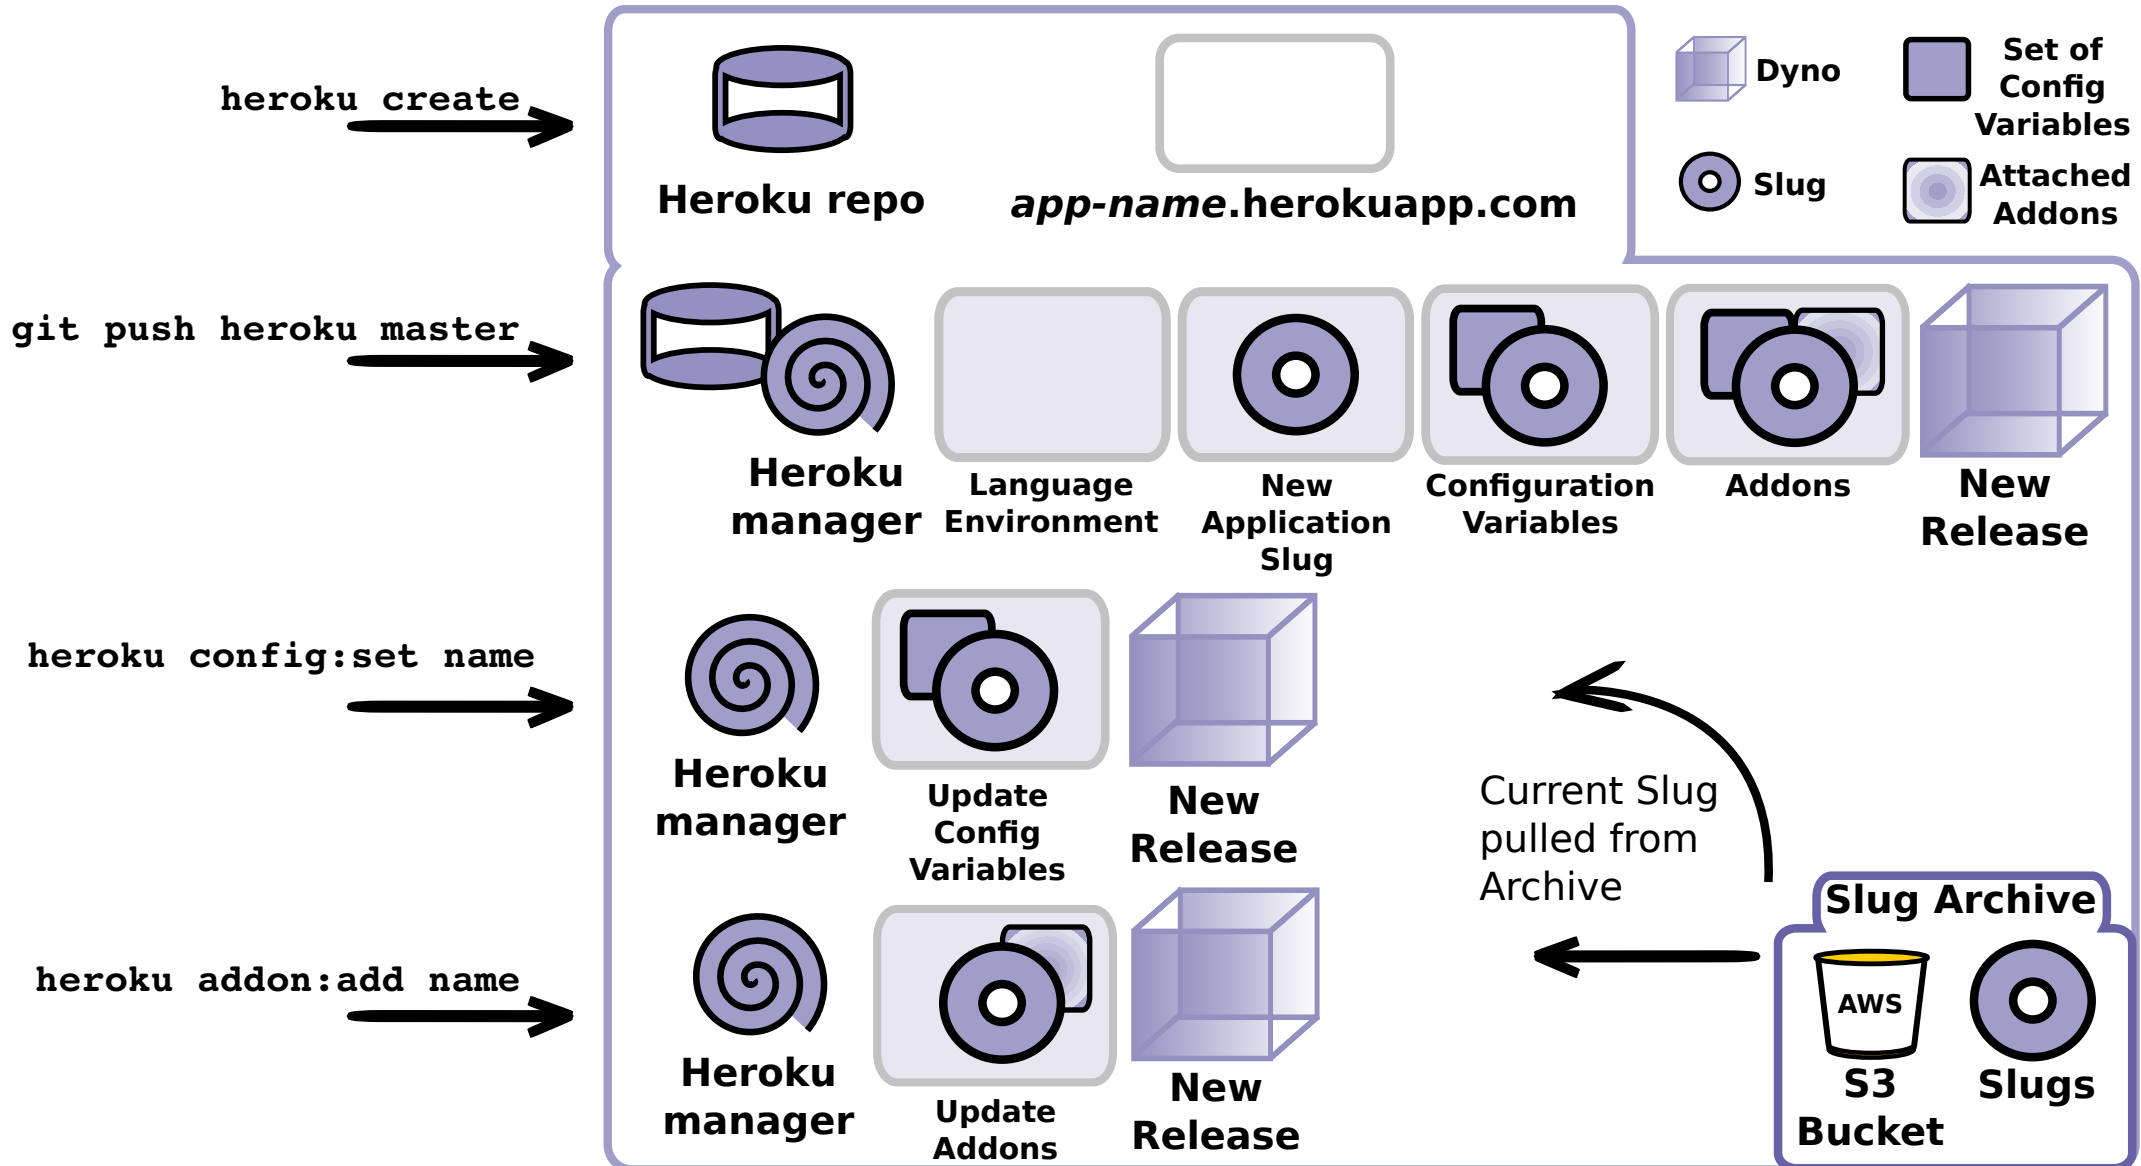 heroku create
Heroku repo
app-name.herokuapp.com
Dyno
Set of
Config
Variables
Slug
Attached
Addons
git push heroku master
Heroku
manager
Language
Environment
New
Application
Slug
Configuration
Variables
Addons
New
Release
heroku config:set name
Heroku
manager
Update
Config
Variables
New
Release
Current Slug
pulled from
Archive
heroku addon:add name
Heroku
manager
Update
Addons
New
Release
Slug Archive
AWS
S3
Bucket
Slugs